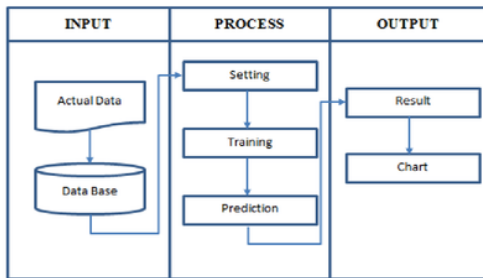 INPUT
PROCESS
OUTPUT
Actual Data
Data Base
Setting
Training
Prediction
Result
Chart